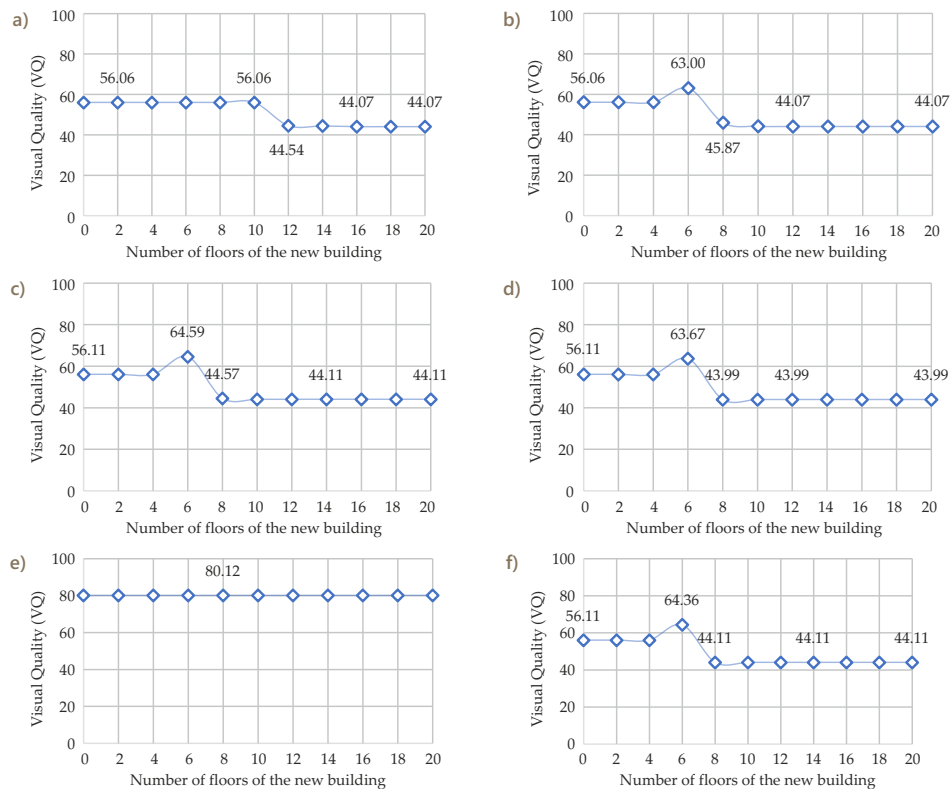 a)
100
80
60
40
20
0
Visual Quality (VQ)
56.06
56.06
44.54
44.07
44.07
0 2 4 6 8 10 12 14 16 18 20
Number of floors of the new building
b)
100
80
60
40
20
0
Visual Quality (VQ)
56.06
63.00
45.87
44.07
44.07
0 2 4 6 8 10 12 14 16 18 20
Number of floors of the new building
c)
100
80
60
40
20
0
Visual Quality (VQ)
56.11
64.59
44.57
44.11
44.11
0 2 4 6 8 10 12 14 16 18 20
Number of floors of the new building
d)
100
80
60
40
20
0
Visual Quality (VQ)
56.11
63.67
43.99
43.99
43.99
0 2 4 6 8 10 12 14 16 18 20
Number of floors of the new building
e)
100
80
60
40
20
0
Visual Quality (VQ)
80.12
0 2 4 6 8 10 12 14 16 18 20
Number of floors of the new building
f)
100
80
60
40
20
0
Visual Quality (VQ)
56.11
64.36
44.11
44.11
44.11
0 2 4 6 8 10 12 14 16 18 20
Number of floors of the new building